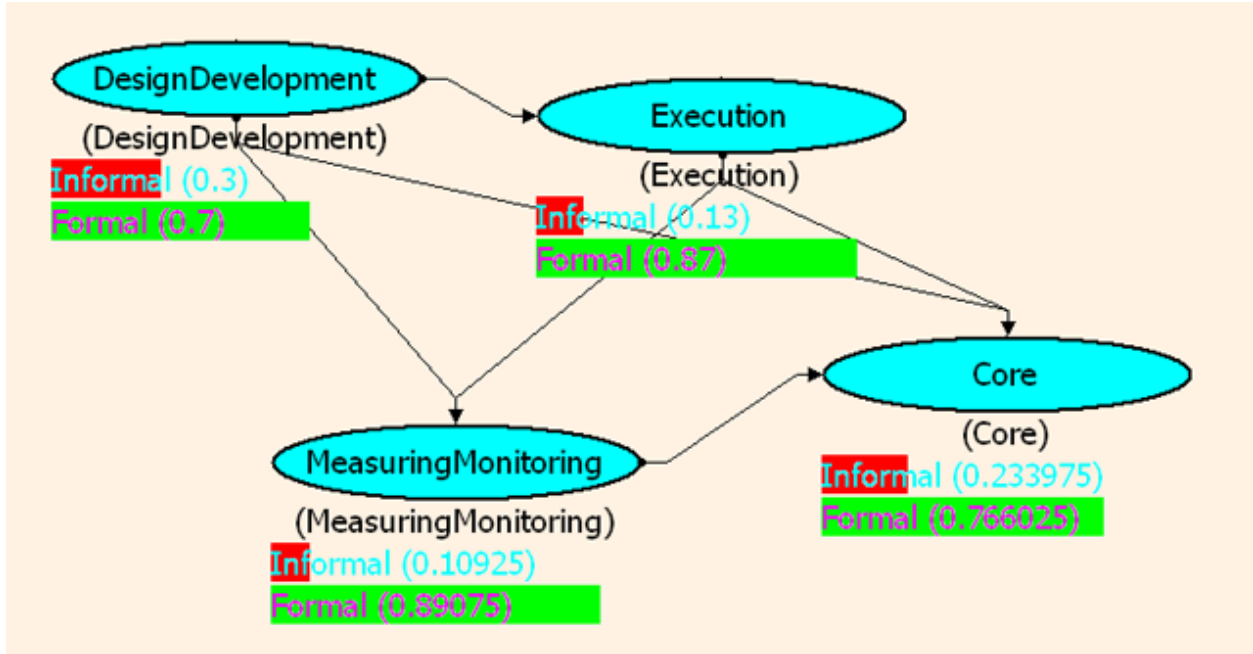 DesignDevelopment
(DesignDevelopment)
Informal (0.3)
Formal (0.7)
Execution
(Execution)
Informal (0.13)
Formal (0.87)
MeasuringMonitoring
(MeasuringMonitoring)
Informal (0.10925)
Formal (0.89075)
Core
(Core)
Informal (0.233975)
Formal (0.766025)